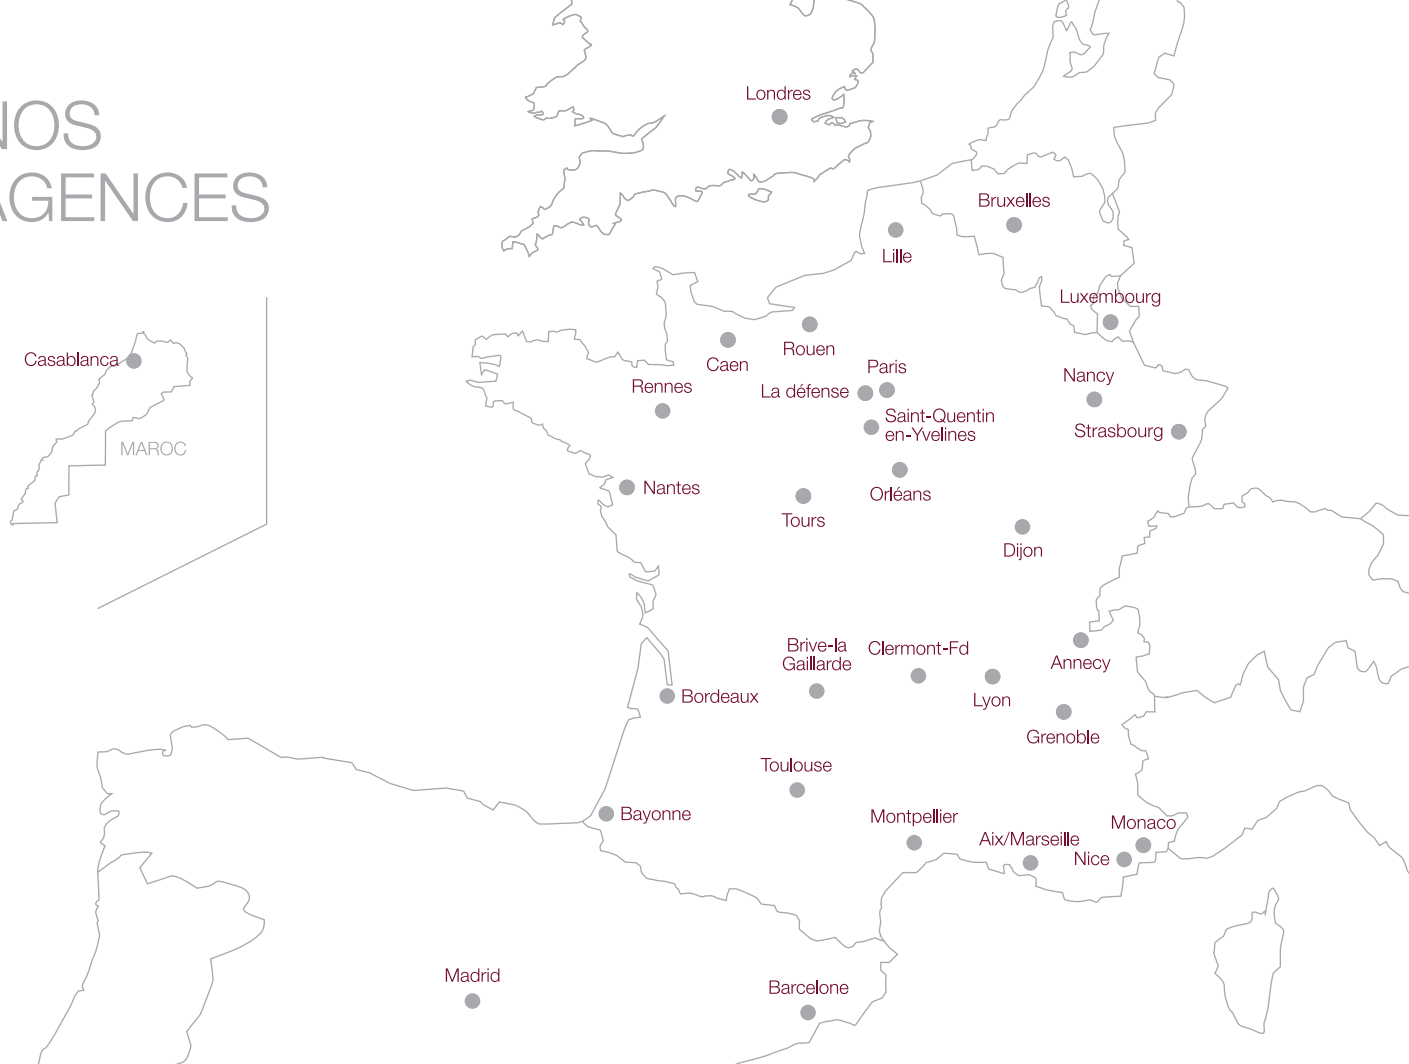 NOS
AGENCES
Londres
Bruxelles
Lille
Luxembourg
Casablanca
MAROC
Caen
Rouen
Paris
La défense
Rennes
Nancy
Saint-Quentin
en-Yvelines
Strasbourg
Nantes
Orléans
Tours
Dijon
Brive-la
Gaillarde
Clermont-Fd
Annecy
Bordeaux
Lyon
Grenoble
Toulouse
Bayonne
Montpellier
Aix/Marseille
Monaco
Nice
Madrid
Barcelone